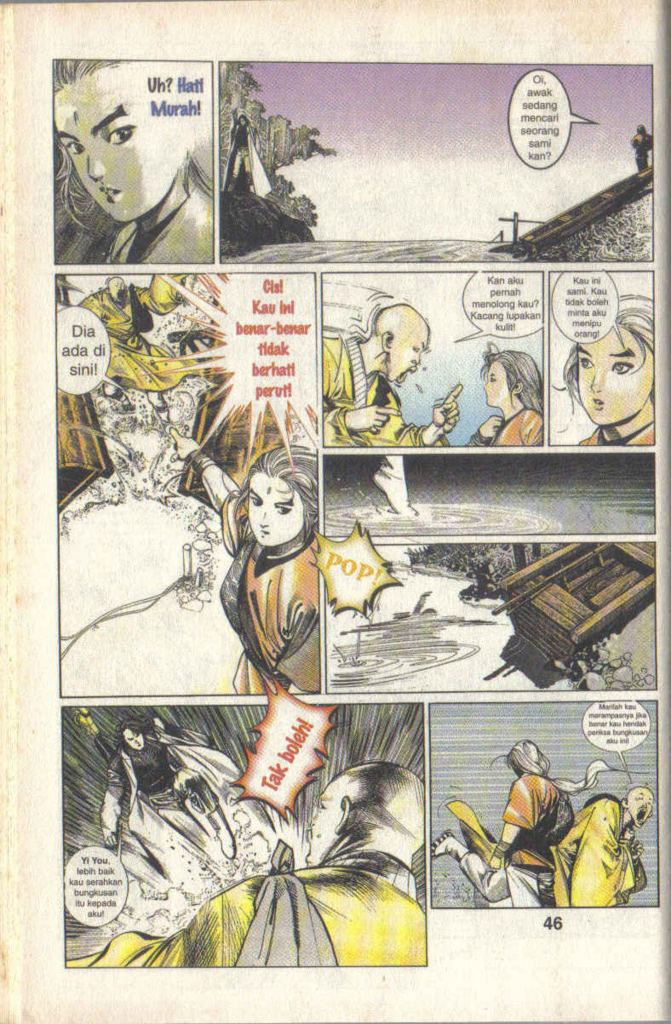 Uh? Hati
Murah!
Oi,
awak
sedang
mencari
seorang
sami
kan?
Dia
ada di
sini!
Cis!
Kau ini
benar-benar
tidak
berhati
perut!
Kan aku
pernah
menolong kau?
Kacang lupakan
kulit!
Kau ini
sami. Kau
tidak boleh
minta aku
menipu
orang!
POP!
Tak boleh!
Yi You,
lebih baik
kau serahkan
bungkusan
itu kepada
aku!
Marilah kau
merampasnya jika
benar kau hendak
periksa bungkusan
aku ini!
46